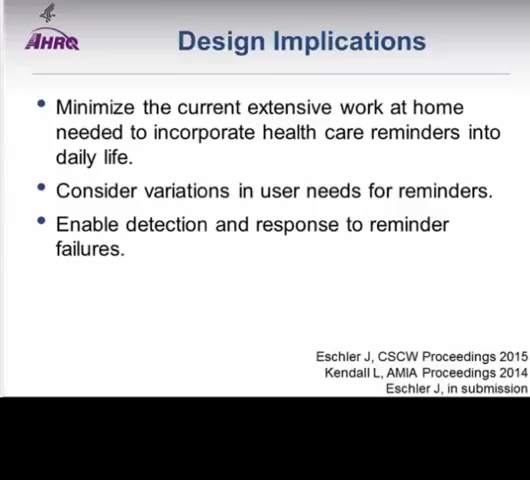 AHRQ
Design Implications
• Minimize the current extensive work at home
needed to incorporate health care reminders into
daily life.
• Consider variations in user needs for reminders.
• Enable detection and response to reminder
failures.
Eschler J, CSCW Proceedings 2015
Kendall L, AMIA Proceedings 2014
Eschler J, in submission